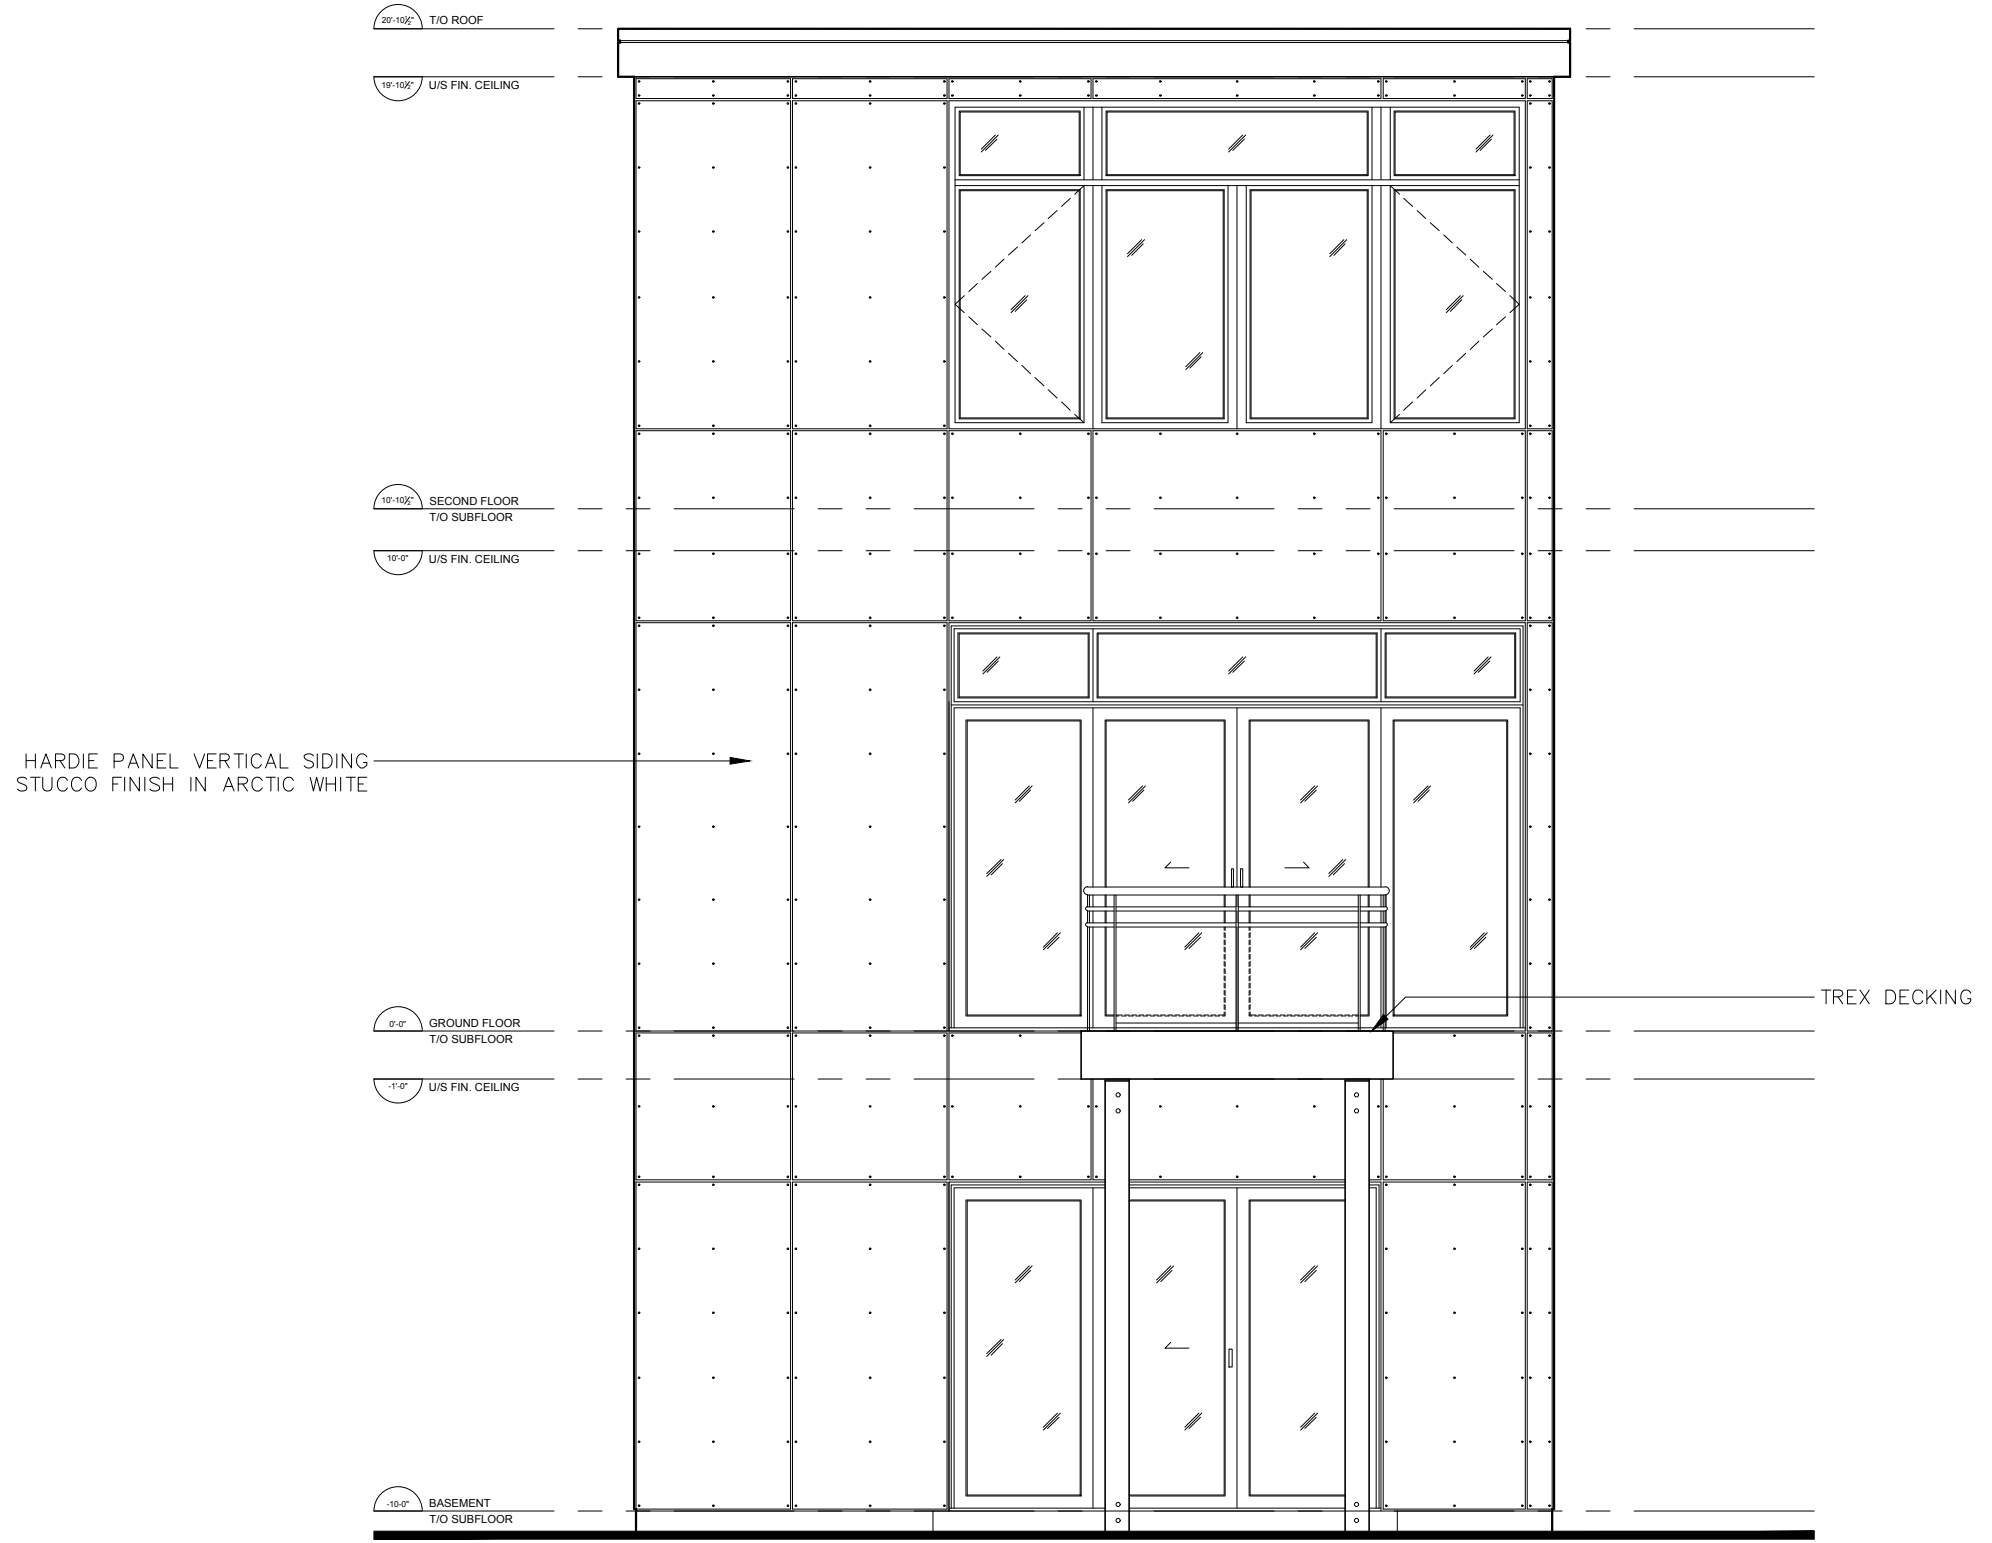 20'-10½" T/O ROOF
19'-10½" U/S FIN. CEILING
10'-10½" SECOND FLOOR
T/O SUBFLOOR
10'-0" U/S FIN. CEILING
HARDIE PANEL VERTICAL SIDING
STUCCO FINISH IN ARCTIC WHITE
TREX DECKING
0'-0" GROUND FLOOR
T/O SUBFLOOR
-1'-0" U/S FIN. CEILING
-10-0" BASEMENT
T/O SUBFLOOR